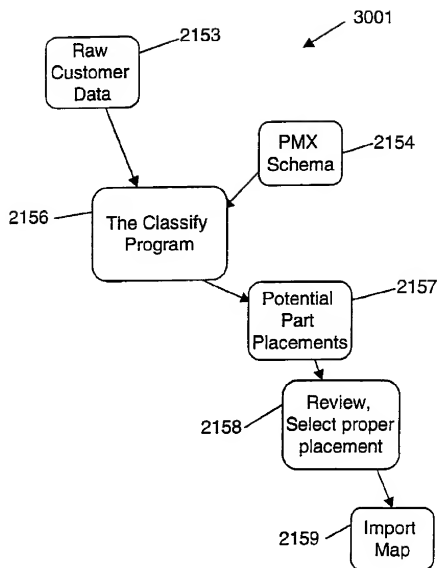 3001
Raw
Customer
Data
2153
PMX
Schema
2154
2156
The Classify
Program
Potential
Part
Placements
2157
2158
Review,
Select proper
placement
2159
Import
Map